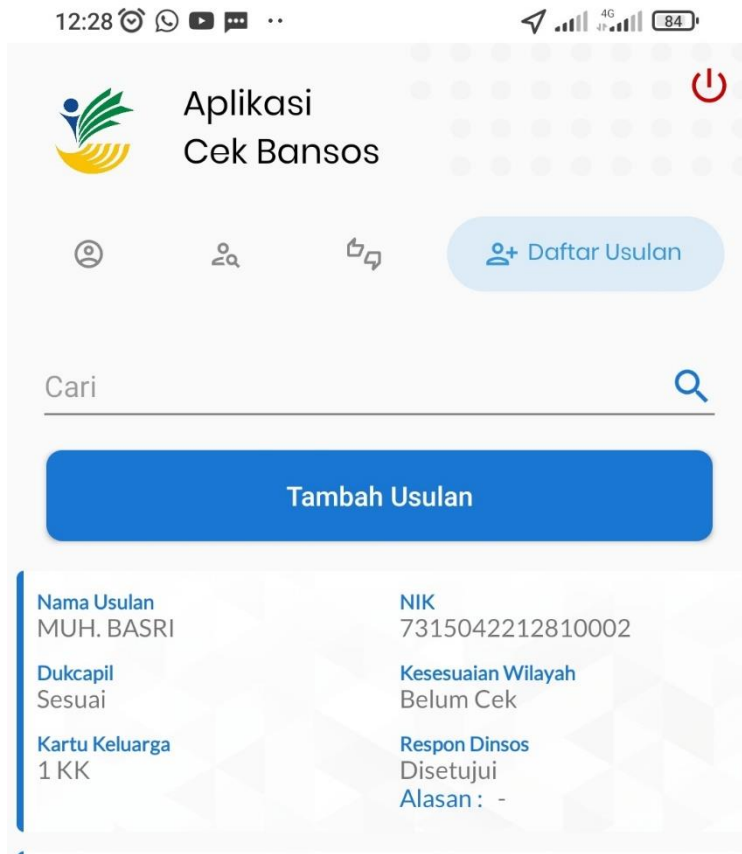 12:28
4G
84
Aplikasi
Cek Bansos
Daftar Usulan
Cari
Tambah Usulan
Nama Usulan
MUH. BASRI
NIK
7315042212810002
Dukcapil
Sesuai
Kesesuaian Wilayah
Belum Cek
Kartu Keluarga
1 KK
Respon Dinsos
Disetujui
Alasan : -